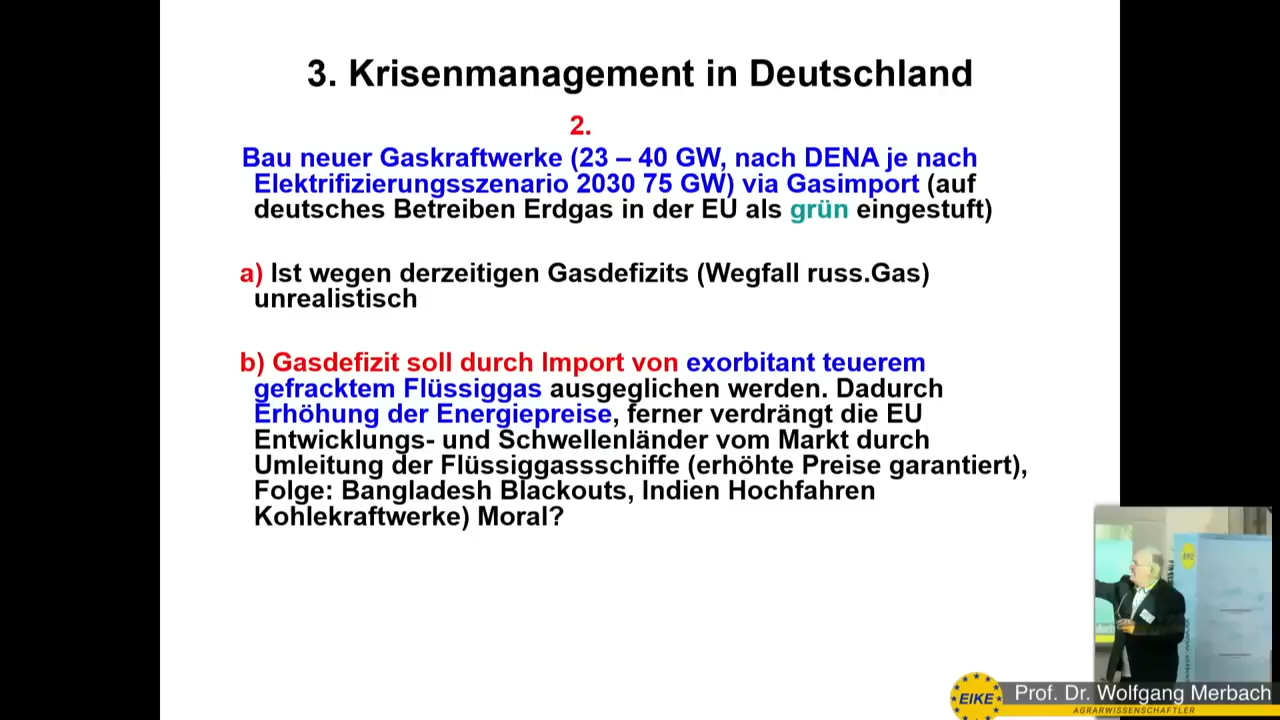 3. Krisenmanagement in Deutschland
2.
Bau neuer Gaskraftwerke (23 – 40 GW, nach DENA je nach
Elektrifizierungsszenario 2030 75 GW) via Gasimport (auf
deutsches Betreiben Erdgas in der EU als grün eingestuft)
a) Ist wegen derzeitigen Gasdefizits (Wegfall russ.Gas)
unrealistisch
b) Gasdefizit soll durch Import von exorbitant teuerem
gefracktem Flüssiggas ausgeglichen werden. Dadurch
Erhöhung der Energiepreise, ferner verdrängt die EU
Entwicklungs- und Schwellenländer vom Markt durch
Umleitung der Flüssiggassschiffe (erhöhte Preise garantiert),
Folge: Bangladesh Blackouts, Indien Hochfahren
Kohlekraftwerke) Moral?
EIKE
EIKE
Prof. Dr. Wolfgang Merbach
AGRARWISSENSCHAFTLER